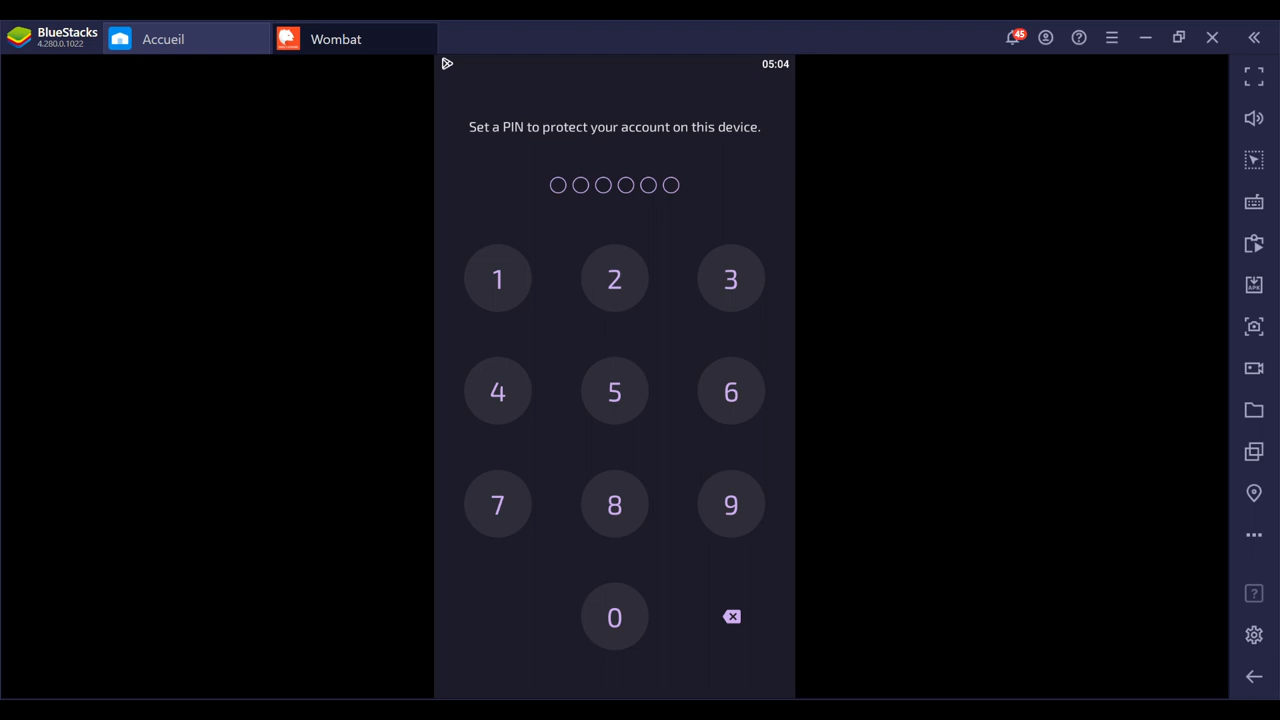 BlueStacks
4.280.0.1022
Accueil
Wombat
45
05:04
Set a PIN to protect your account on this device.
1 2 3
4 5 6
7 8 9
0
APK